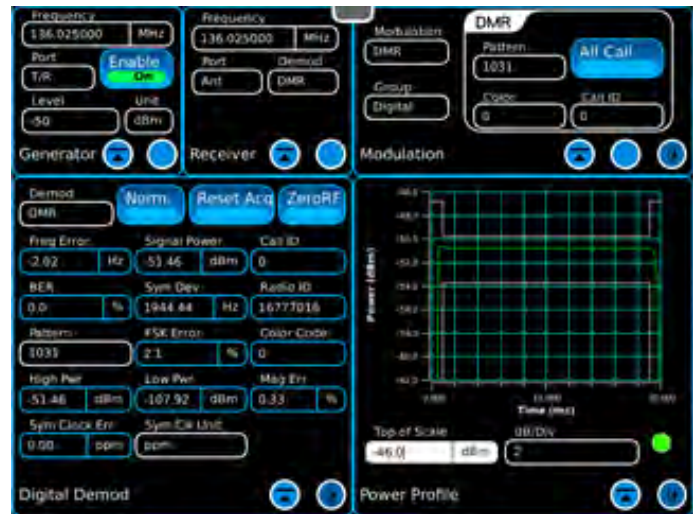 Frequency
136.025000 MHz
Port
Enable
On
T/R
Level Unit
-50 dBm
Generator
Frequency
136.025000 MHz
Port Demod
Ant DMR
Receiver
Modulation
DMR
Group
Digital
DMR
Pattern
1031
All Call
Color Call ID
0 0
Modulation
Demod
DMR
Norm. Reset Acq ZeroRF
Freq Error Signal Power Call ID
-2.02 Hz -51.46 dBm 0
BER Sym Dev Radio ID
0.0 % 1944.44 Hz 16777016
Pattern FSK Error Color Code
1031 2.1 % 0
High Pwr Low Pwr Mag Err
-51.46 dBm -107.92 dBm 0.33 %
Sym Clock Err Sym Clk Unit
0.00 ppm ppm
Digital Demod
Power (dBm)
Time (ms)
Top of Scale dB/Div
-46.0 dBm 2
Power Profile